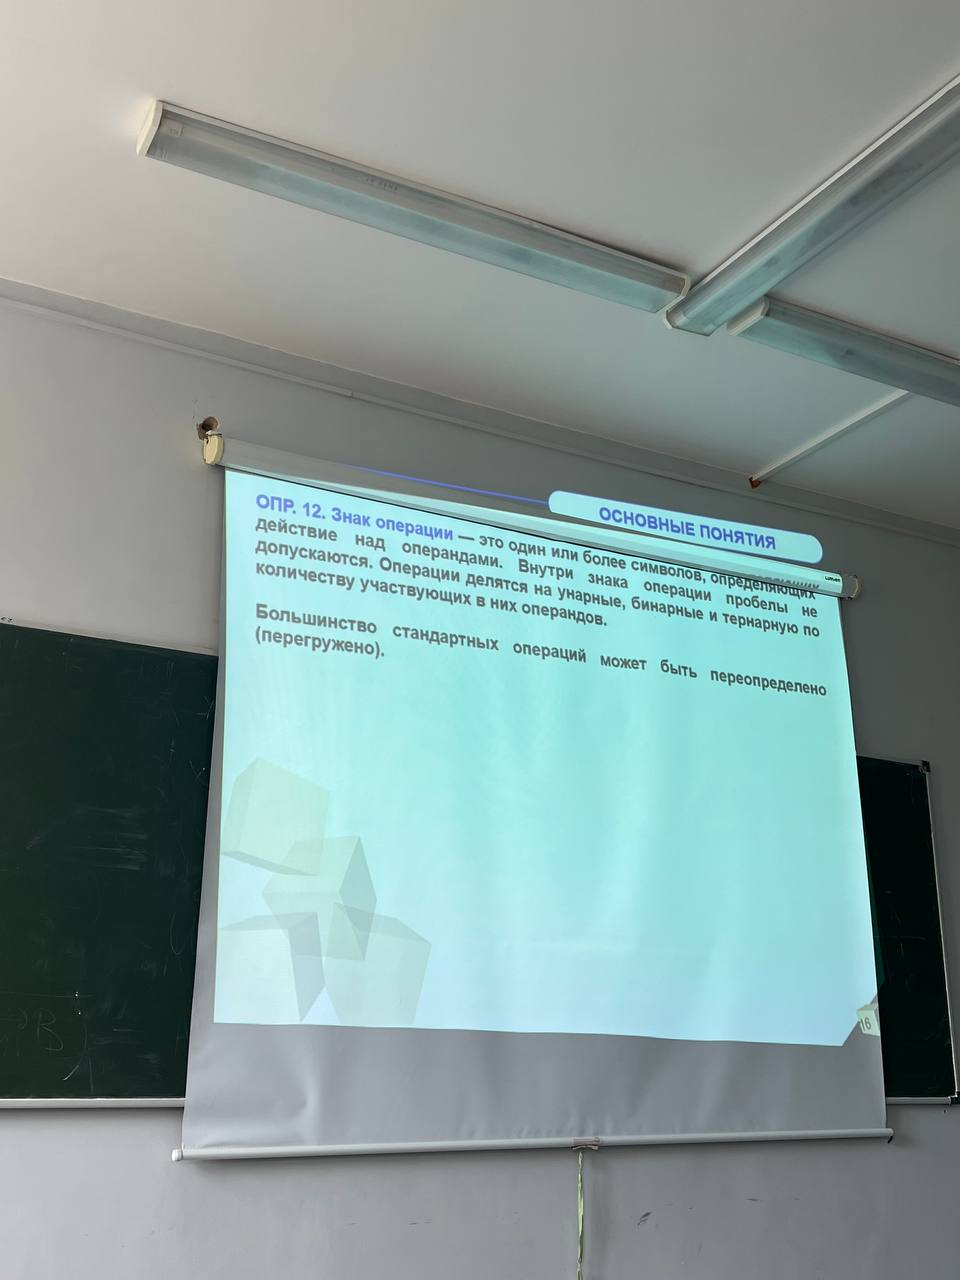 ОСНОВНЫЕ ПОНЯТИЯ
ОПР. 12. Знак операции — это один или более символов, определяющих
действие над операндами. Внутри знака операции пробелы не
допускаются. Операции делятся на унарные, бинарные и тернарную по
количеству участвующих в них операндов.
Большинство стандартных операций может быть переопределено
(перегружено).
16